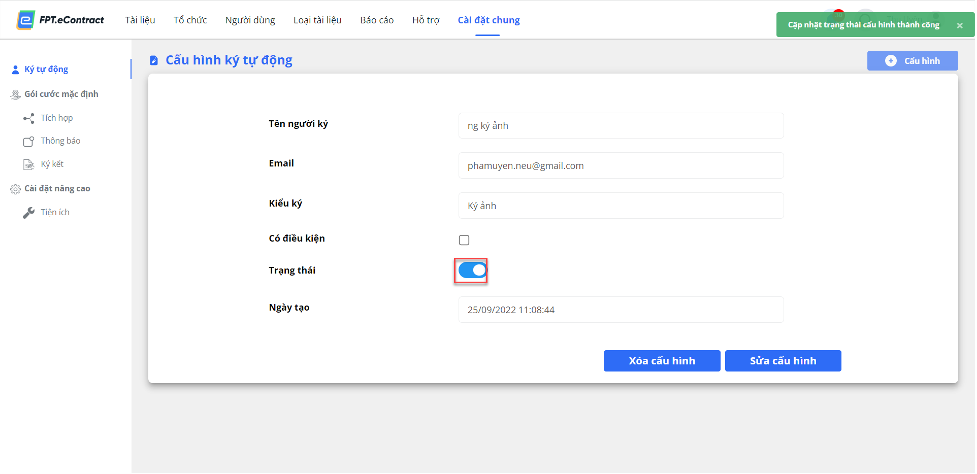 FPT.eContract Tài liệu Tổ chức Người dùng Loại tài liệu Báo cáo Hỗ trợ Cài đặt chung
Cập nhật trạng thái cấu hình thành công ×
Ký tự động
Gói cước mặc định
Tích hợp
Thông báo
Ký kết
Cài đặt nâng cao
Tiện ích
Cấu hình ký tự động
Cấu hình
Tên người ký ng ký ảnh
Email phamuyen.neu@gmail.com
Kiểu ký Ký ảnh
Có điều kiện
Trạng thái
Ngày tạo 25/09/2022 11:08:44
Xóa cấu hình Sửa cấu hình